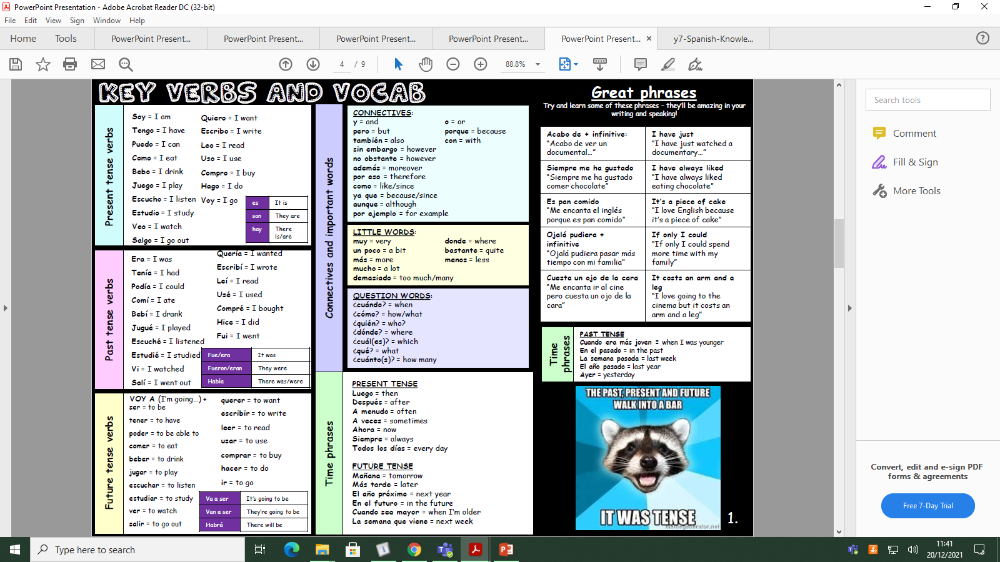 PowerPoint Presentation - Adobe Acrobat Reader DC (32-bit)
File Edit View Sign Window Help
Home Tools PowerPoint Present... PowerPoint Present... PowerPoint Present... PowerPoint Present... PowerPoint Present... y7-Spanish-Knowle...
4 / 9 88.8%
KEY VERBS AND VOCAB
Present tense verbs
Soy = I am
Tengo = I have
Puedo = I can
Como = I eat
Bebo = I drink
Juego = I play
Escucho = I listen
Estudio = I study
Veo = I watch
Salgo = I go out
Quiero = I want
Escribo = I write
Leo = I read
Uso = I use
Compro = I buy
Hago = I do
Voy = I go
es It is
son They are
hay There
is/are
Past tense verbs
Era = I was
Tenía = I had
Podía = I could
Comí = I ate
Bebí = I drank
Jugué = I played
Escuché = I listened
Estudié = I studied
Vi = I watched
Salí = I went out
Quería = I wanted
Escribí = I wrote
Leí = I read
Usé = I used
Compré = I bought
Hice = I did
Fui = I went
Fue/era It was
Fueron/eran They were
Había There was/were
Future tense verbs
VOY A (I'm going...) +
ser = to be
tener = to have
poder = to be able to
comer = to eat
beber = to drink
jugar = to play
escuchar = to listen
estudiar = to study
ver = to watch
salir = to go out
querer = to want
escribir = to write
leer = to read
usar = to use
comprar = to buy
hacer = to do
ir = to go
Va a ser It's going to be
Van a ser They're going to be
Habrá There will be
Connectives and important words
CONNECTIVES:
y = and o = or
pero = but porque = because
también = also con = with
sin embargo = however
no obstante = however
además = moreover
por eso = therefore
como = like/since
ya que = because/since
aunque = although
por ejemplo = for example
LITTLE WORDS:
muy = very donde = where
un poco = a bit bastante = quite
más = more menos = less
mucho = a lot
demasiado = too much/many
QUESTION WORDS:
¿cuándo? = when
¿cómo? = how/what
¿quién? = who?
¿dónde? = where
¿cuál(es)? = which
¿qué? = what
¿cuánto(s)? = how many
Time phrases
PRESENT TENSE
Luego = then
Después = after
A menudo = often
A veces = sometimes
Ahora = now
Siempre = always
Todos los días = every day
FUTURE TENSE
Mañana = tomorrow
Más tarde = later
El año próximo = next year
En el futuro = in the future
Cuando sea mayor = when I'm older
La semana que viene = next week
Great phrases
Try and learn some of these phrases – they'll be amazing in your
writing and speaking!
Acabo de + infinitive:
"Acabo de ver un
documental..."
I have just
"I have just watched a
documentary..."
Siempre me ha gustado
"Siempre me ha gustado
comer chocolate"
I have always liked
"I have always liked
eating chocolate"
Es pan comido
"Me encanta el inglés
porque es pan comido"
It's a piece of cake
"I love English because
it's a piece of cake"
Ojalá pudiera +
infinitive
"Ojalá pudiera pasar más
tiempo con mi familia"
If only I could
"If only I could spend
more time with my
family"
Cuesta un ojo de la cara
"Me encanta ir al cine
pero cuesta un ojo de la
cara"
It costs an arm and a
leg
"I love going to the
cinema but it costs an
arm and a leg"
Time
phrases
PAST TENSE
Cuando era más joven = when I was younger
En el pasado = in the past
La semana pasada = last week
El año pasado = last year
Ayer = yesterday
THE PAST, PRESENT AND FUTURE
WALK INTO A BAR
IT WAS TENSE
memegenerator.net
1.
Search tools
Comment
Fill & Sign
More Tools
Convert, edit and e-sign PDF
forms & agreements
Free 7-Day Trial
Type here to search
11:41
20/12/2021